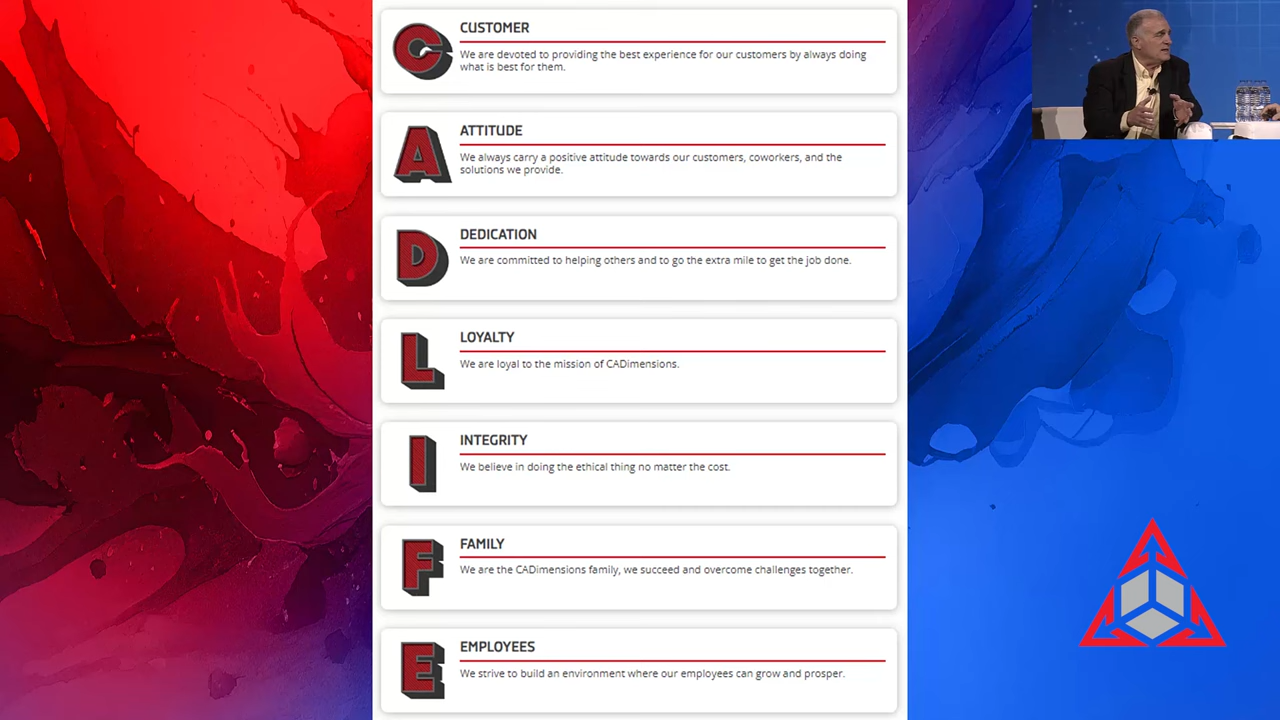 C
CUSTOMER
We are devoted to providing the best experience for our customers by always doing
what is best for them.
A
ATTITUDE
We always carry a positive attitude towards our customers, coworkers, and the
solutions we provide.
D
DEDICATION
We are committed to helping others and to go the extra mile to get the job done.
L
LOYALTY
We are loyal to the mission of CADimensions.
I
INTEGRITY
We believe in doing the ethical thing no matter the cost.
F
FAMILY
We are the CADimensions family, we succeed and overcome challenges together.
E
EMPLOYEES
We strive to build an environment where our employees can grow and prosper.